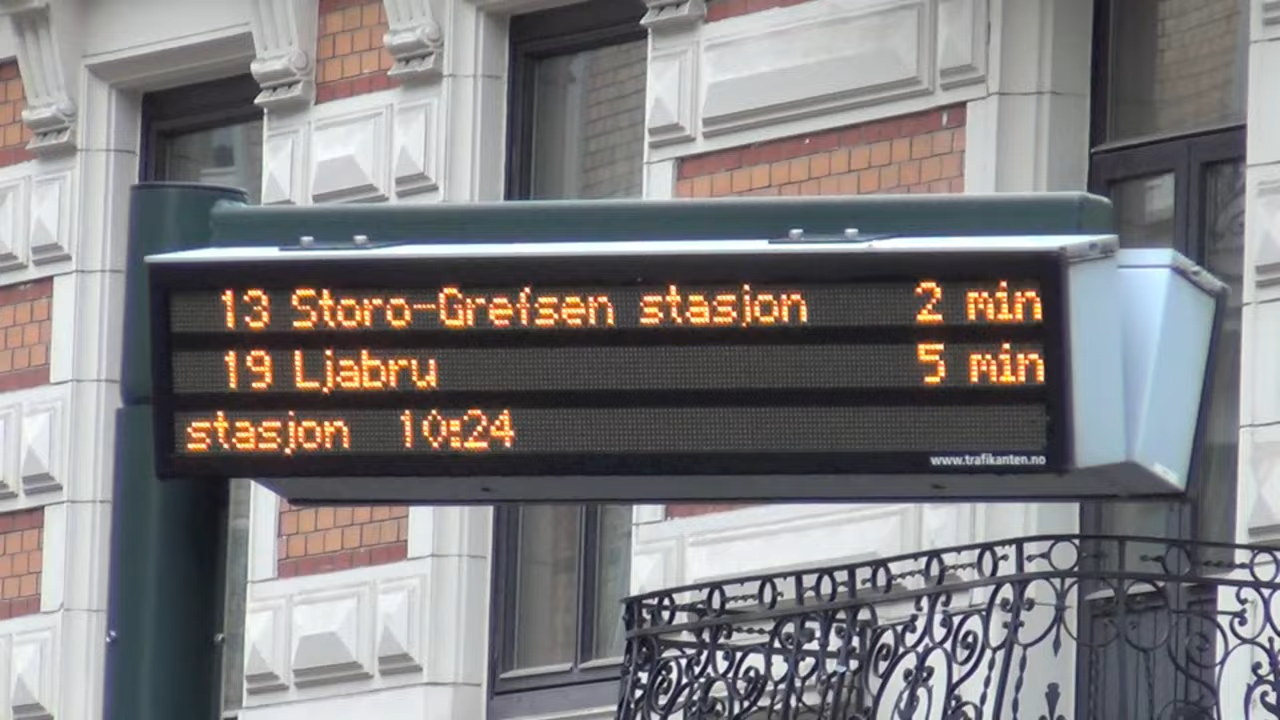 13 Storo-Grefsen stasjon 2 min
19 Ljabru 5 min
stasjon 10:24
www.trafikanten.no